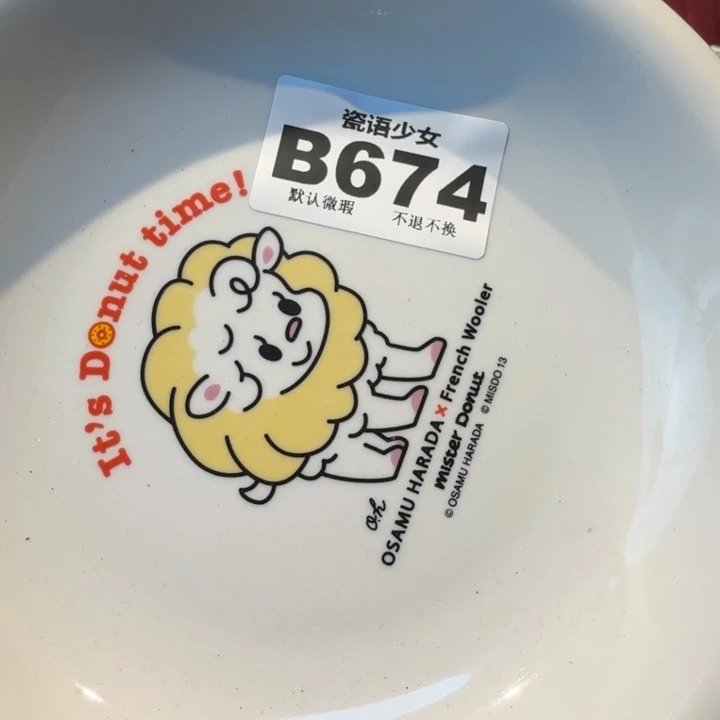 瓷语少女
B674
默认微瑕 不退不换
It's Donut time!
O.H
OSAMU HARADA × French Wooler
mister Donut
© OSAMU HARADA © MISDO 13